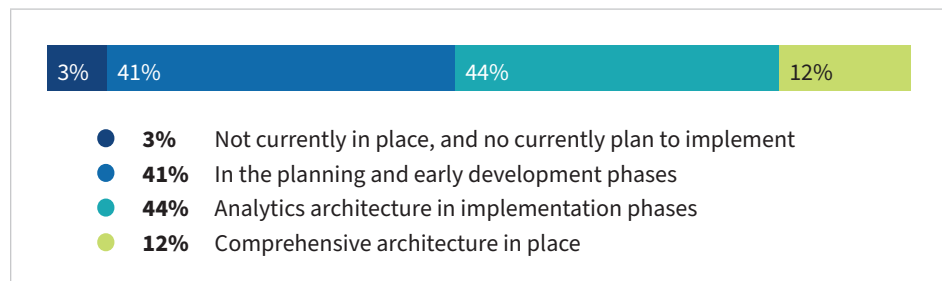 3% 41% 44% 12%
3% Not currently in place, and no currently plan to implement
41% In the planning and early development phases
44% Analytics architecture in implementation phases
12% Comprehensive architecture in place